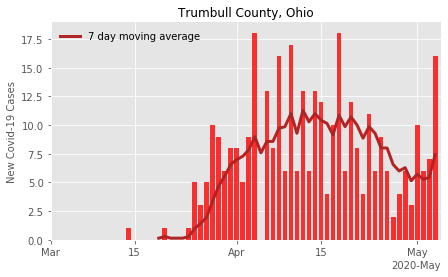 Trumbull County, Ohio
7 day moving average
New Covid-19 Cases
17.5
15.0
12.5
10.0
7.5
5.0
2.5
0.0
Mar
15
Apr
15
May
2020-May